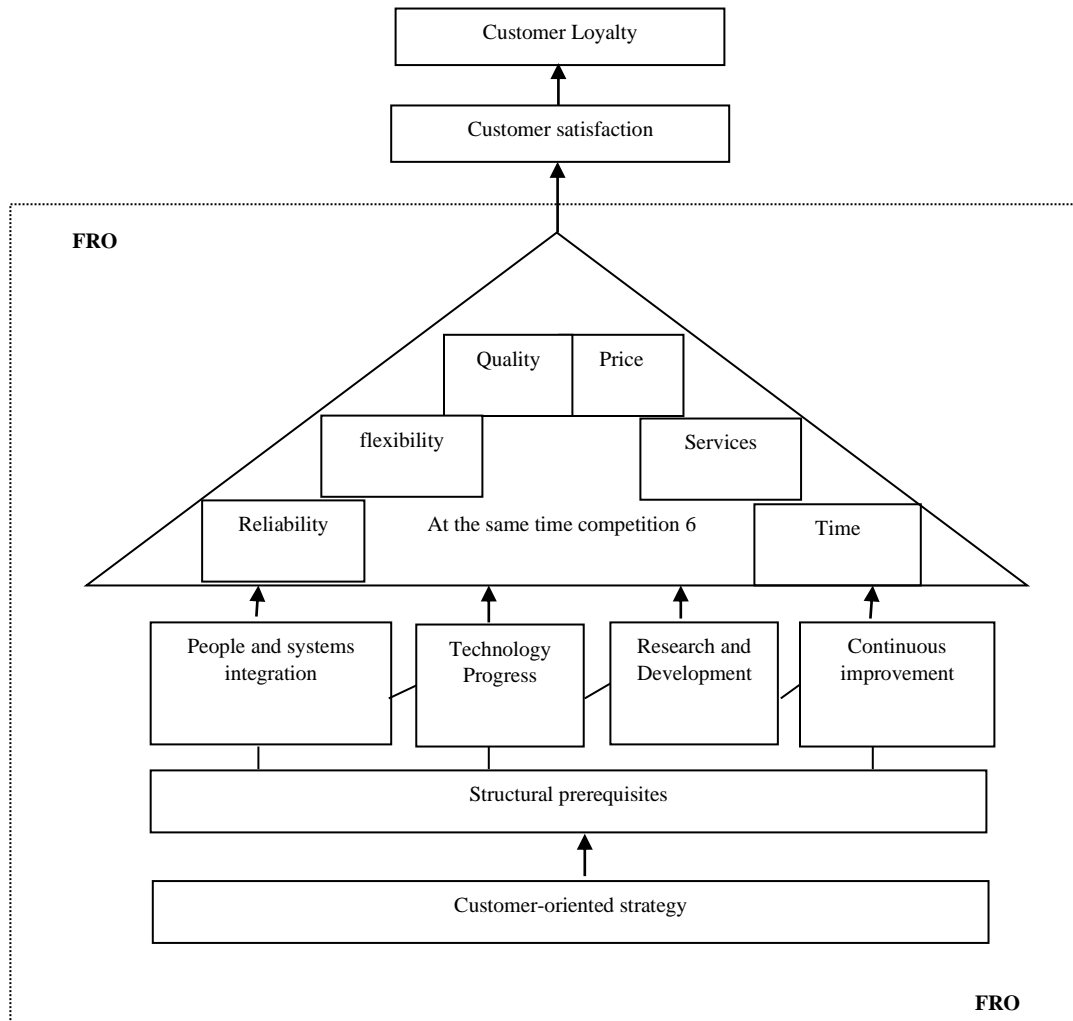 Customer Loyalty
Customer satisfaction
FRO
Quality
Price
flexibility
Services
Reliability
At the same time competition 6
Time
People and systems
integration
Technology
Progress
Research and
Development
Continuous
improvement
Structural prerequisites
Customer-oriented strategy
FRO